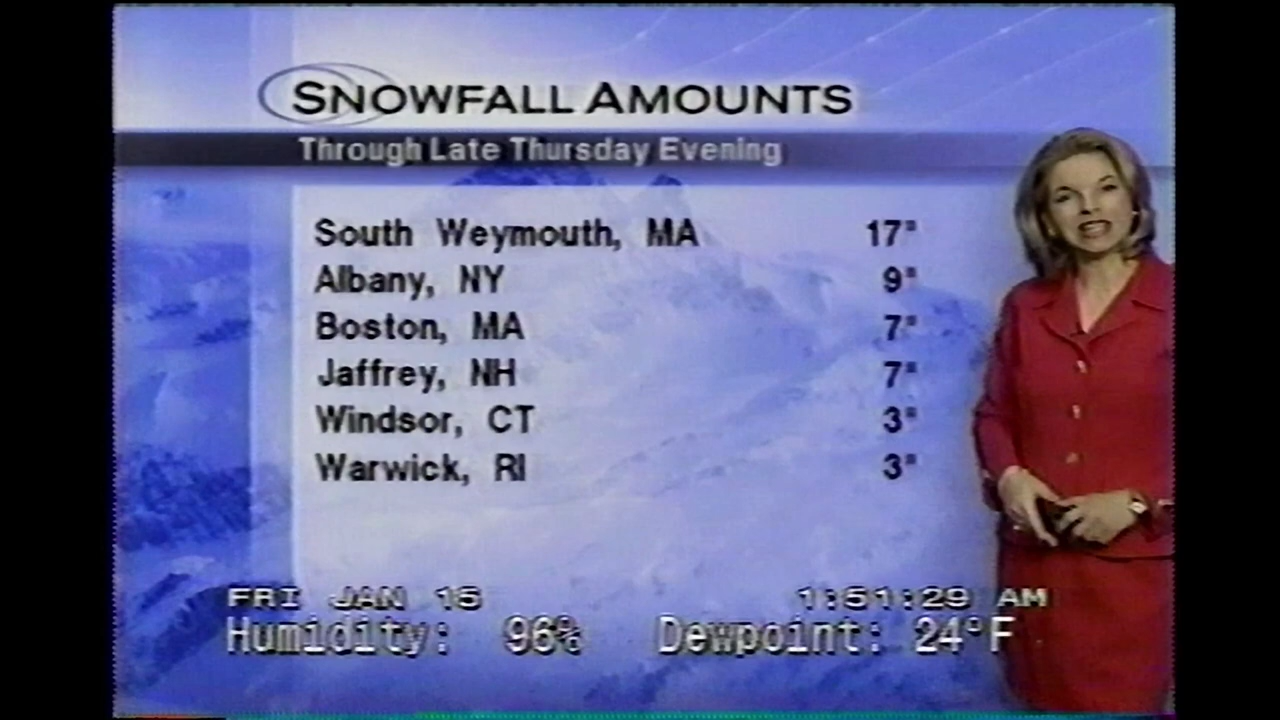 SNOWFALL AMOUNTS
Through Late Thursday Evening
South Weymouth, MA 17"
Albany, NY 9"
Boston, MA 7"
Jaffrey, NH 7"
Windsor, CT 3"
Warwick, RI 3"
FRI JAN 15 1:51:29 AM
Humidity: 96% Dewpoint: 24°F